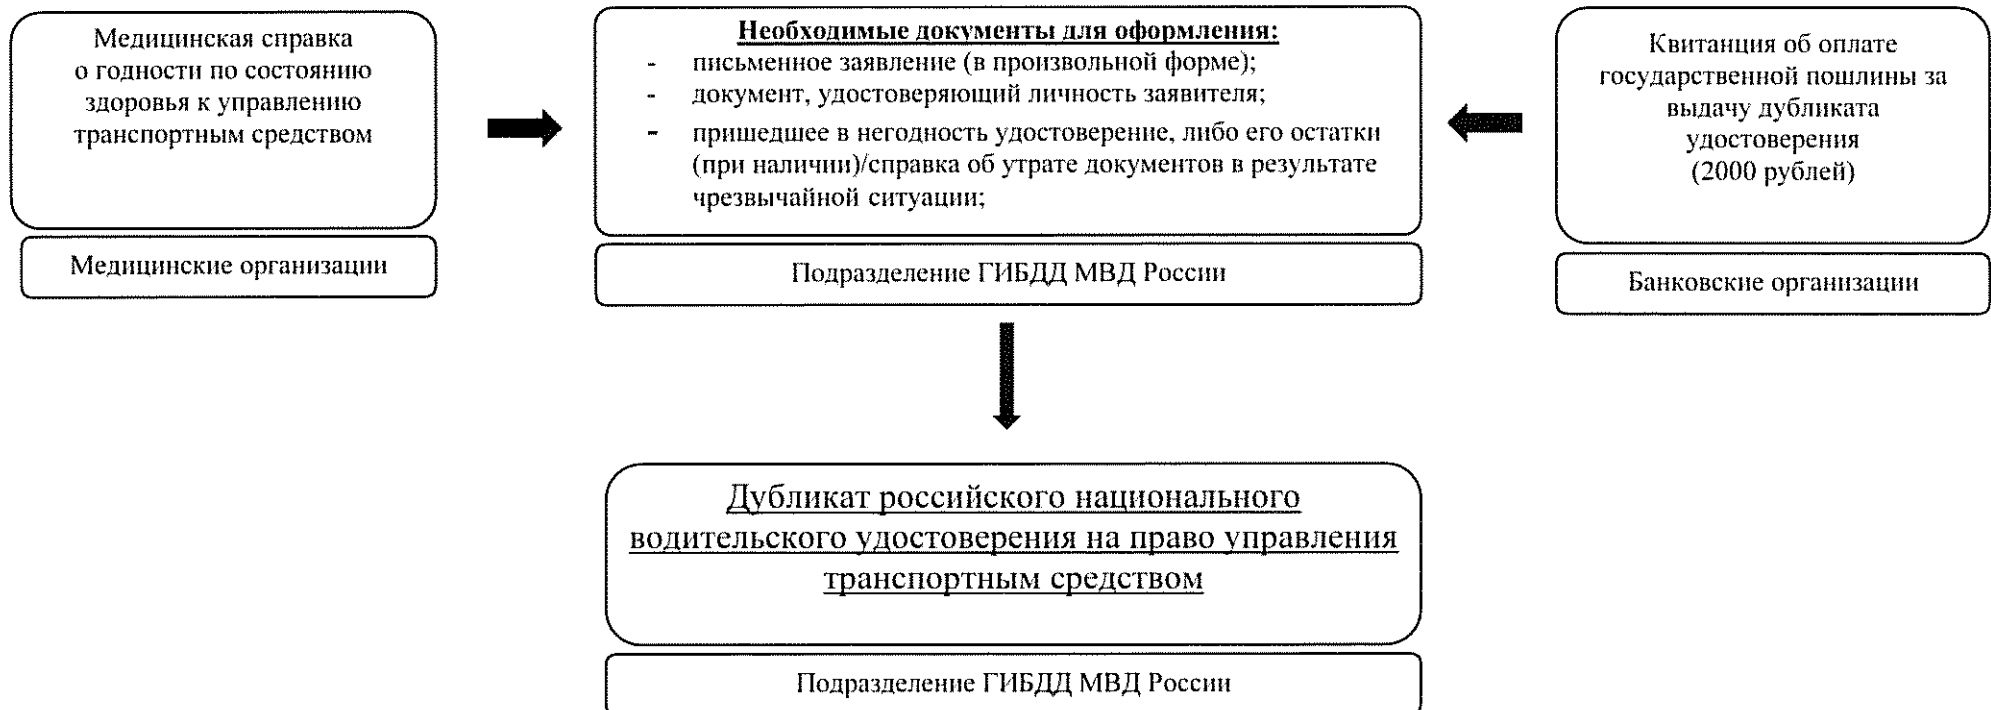 Медицинская справка
о годности по состоянию
здоровья к управлению
транспортным средством
Медицинские организации
Необходимые документы для оформления:
- письменное заявление (в произвольной форме);
- документ, удостоверяющий личность заявителя;
- пришедшее в негодность удостоверение, либо его остатки
(при наличии)/справка об утрате документов в результате
чрезвычайной ситуации;
Подразделение ГИБДД МВД России
Квитанция об оплате
государственной пошлины за
выдачу дубликата
удостоверения
(2000 рублей)
Банковские организации
Дубликат российского национального
водительского удостоверения на право управления
транспортным средством
Подразделение ГИБДД МВД России